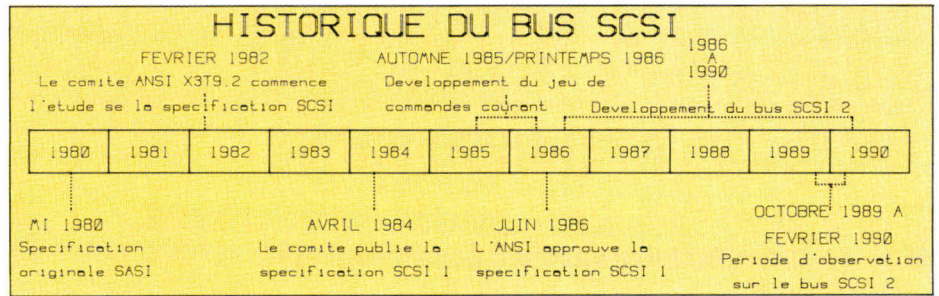 HISTORIQUE DU BUS SCSI
FEVRIER 1982
Le comite ANSI X3T9.2 commence
l'etude se la specification SCSI
AUTOMNE 1985/PRINTEMPS 1986
Developpement du jeu de
commandes courant
1986
A
1990
Developpement du bus SCSI 2
1980 1981 1982 1983 1984 1985 1986 1987 1988 1989 1990
MI 1980
Specification
originale SASI
AVRIL 1984
Le comite publie la
specification SCSI 1
JUIN 1986
L'ANSI approuve la
specification SCSI 1
OCTOBRE 1989 A
FEVRIER 1990
Periode d'observation
sur le bus SCSI 2